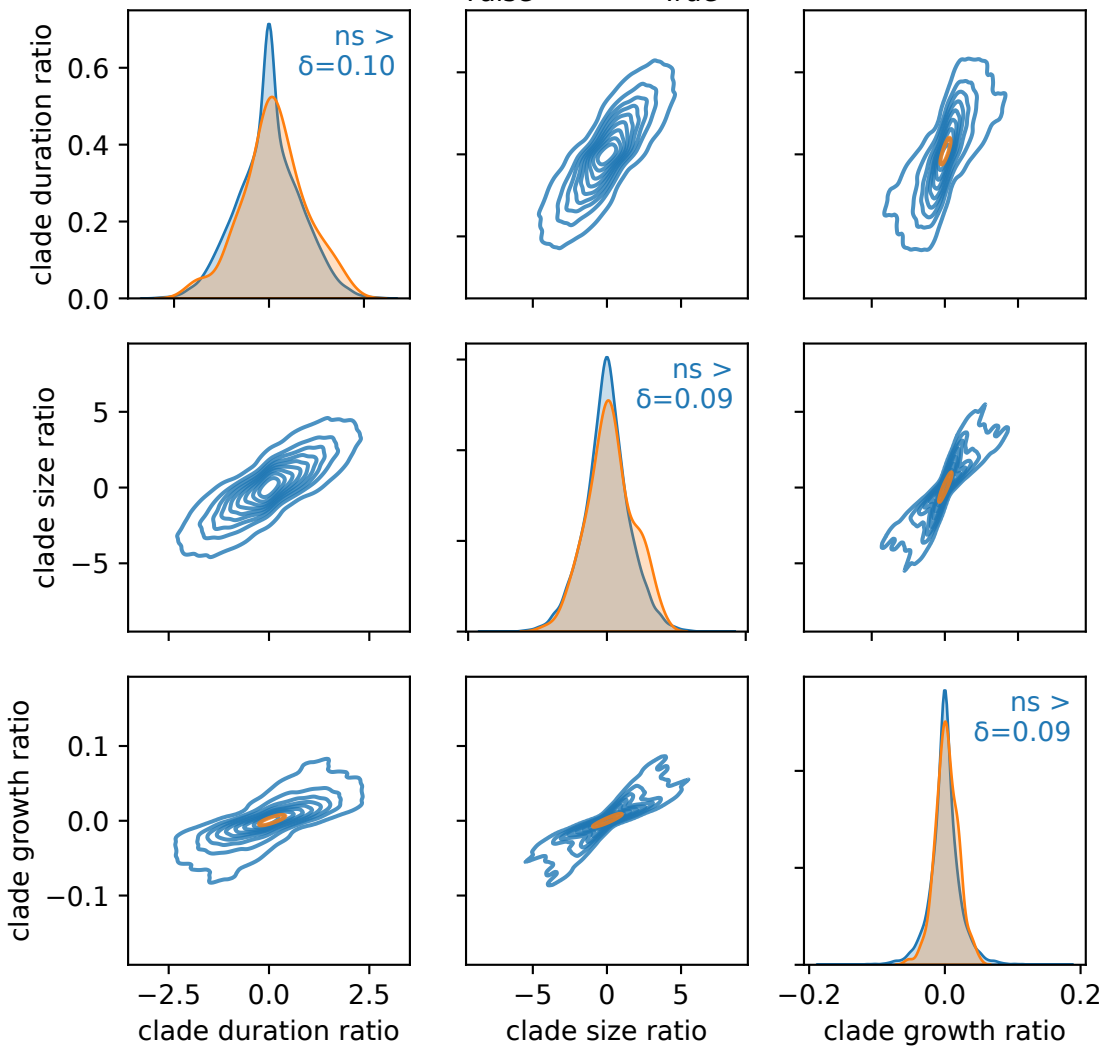 clade duration ratio
0.6
0.4
0.2
0.0
ns >
δ=0.10
clade size ratio
5
0
−5
ns >
δ=0.09
clade growth ratio
0.1
0.0
−0.1
ns >
δ=0.09
−2.5
0.0
2.5
−5
0
5
−0.2
0.0
0.2
clade duration ratio
clade size ratio
clade growth ratio